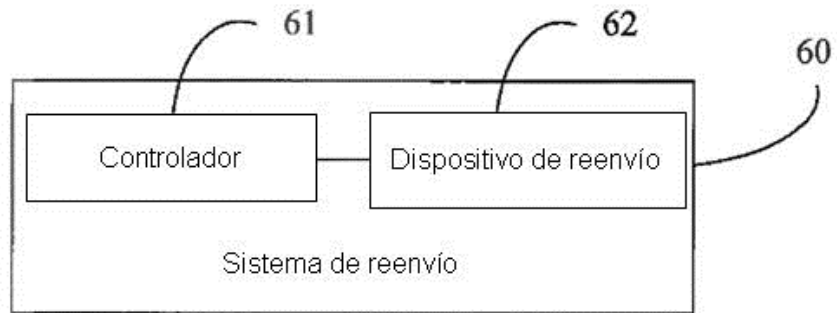 61
62
60
Controlador
Dispositivo de reenvío
Sistema de reenvío